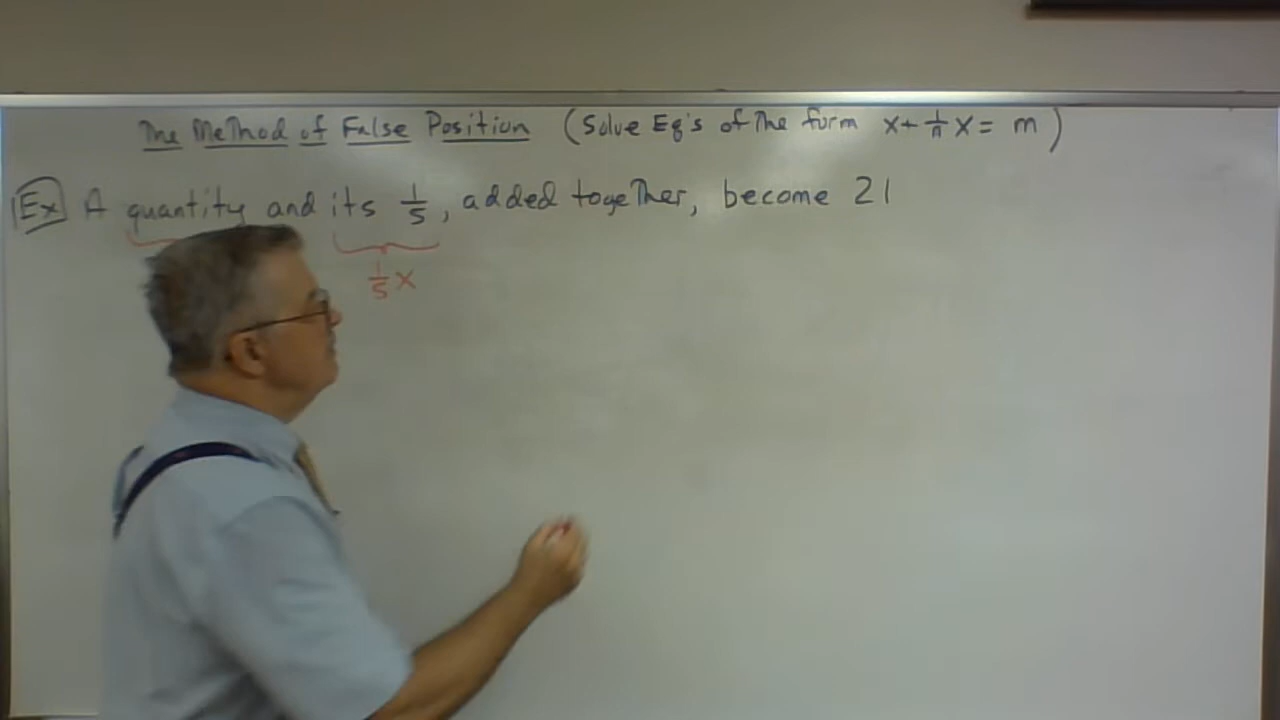 The Method of False Position (Solve Eq's of The form x + 1/n x = m)
Ex A quantity and its 1/5, added together, become 21
1/5 x